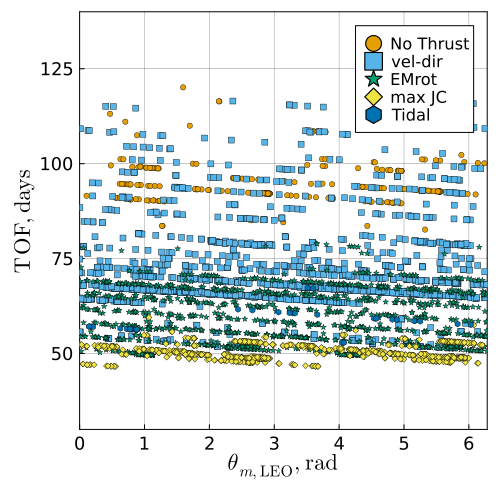 125
100
75
50
TOF, days
No Thrust
vel-dir
EMrot
max JC
Tidal
0 1 2 3 4 5 6
θm,LEO, rad